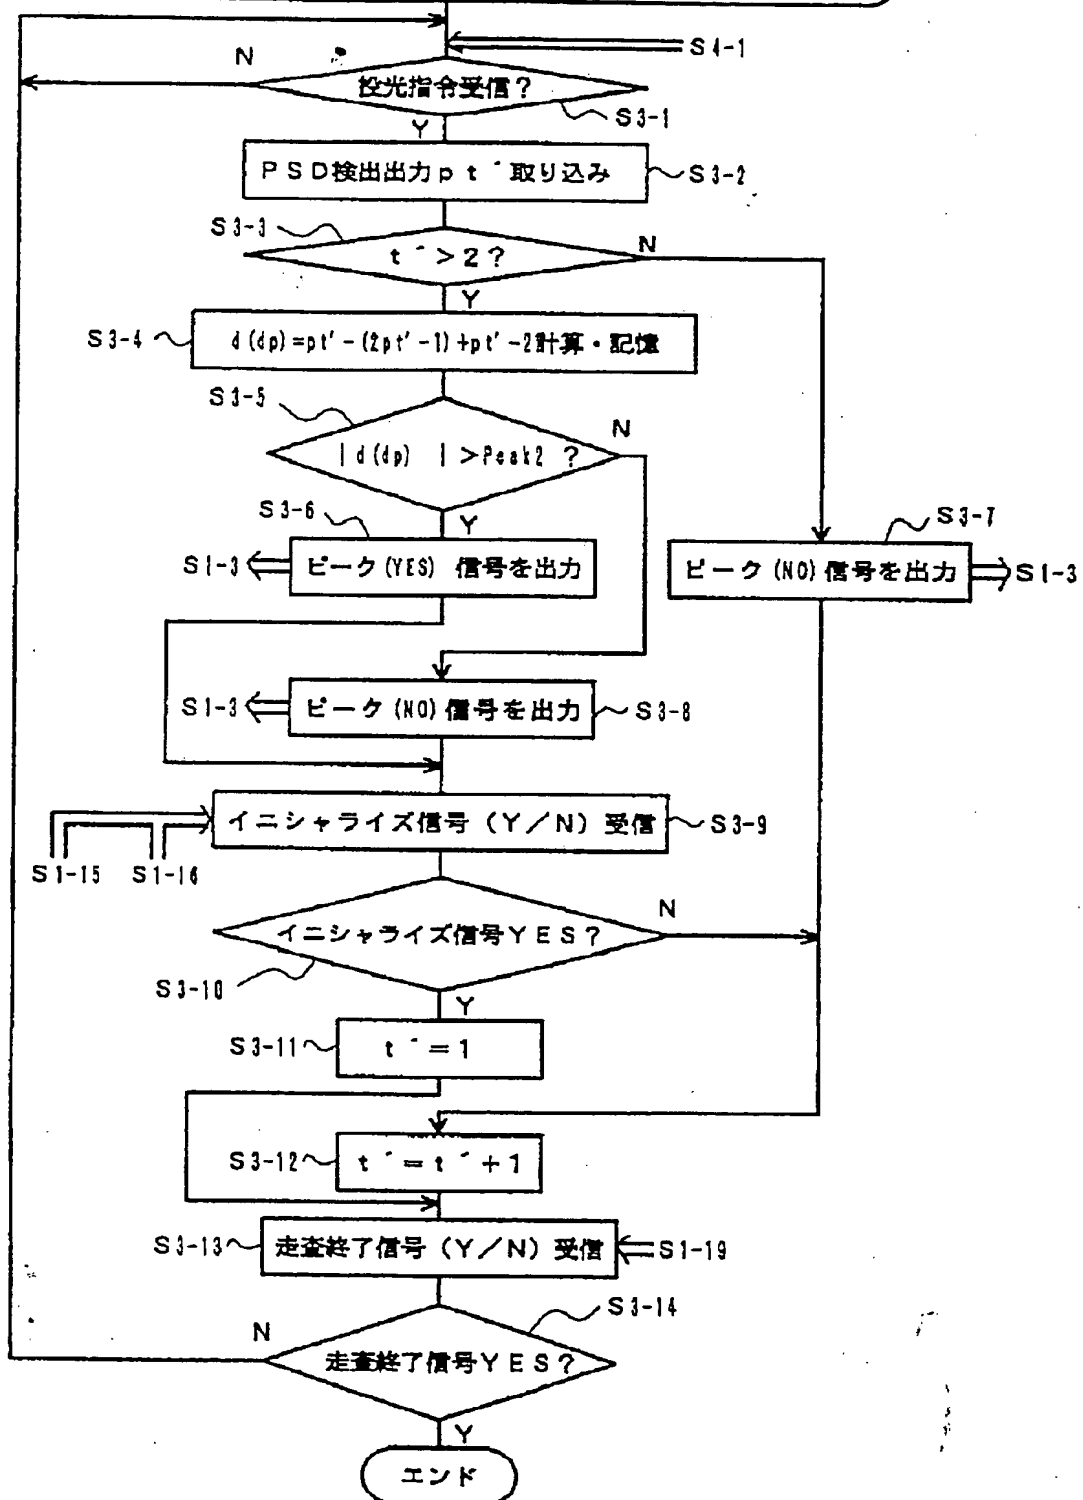 S4-1
N
投光指令受信？
S3-1
Y
PSD検出出力pt´取り込み
S3-2
S3-3
t´>2？
N
Y
S3-4
d(dp)=pt'-(2pt'-1)+pt'-2計算・記憶
S3-5
N
|d(dp) |>Peak2 ?
S3-6
Y
S3-7
S1-3
ピーク(YES) 信号を出力
ピーク(NO)信号を出力
S1-3
S1-3
ピーク(NO)信号を出力
S3-8
イニシャライズ信号（Y／N）受信
S3-9
S1-15
S1-16
N
イニシャライズ信号YES？
S3-10
Y
S3-11
t´=1
S3-12
t´=t´+1
S3-13
走査終了信号（Y／N）受信
S1-19
S3-14
N
走査終了信号YES？
Y
エンド